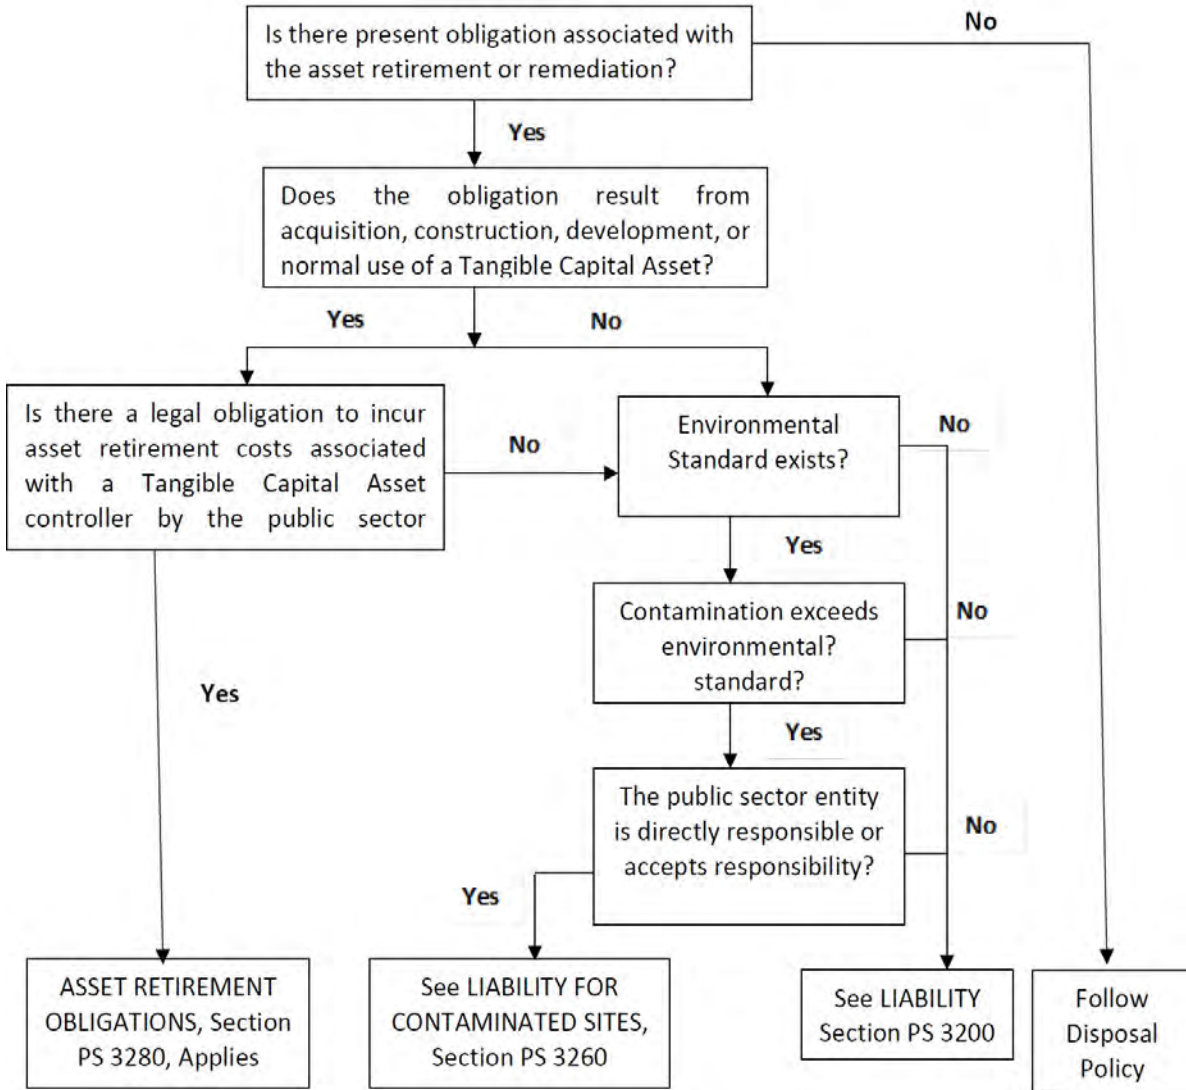 Is there present obligation associated with
the asset retirement or remediation?
No
Yes
Does the obligation result from
acquisition, construction, development, or
normal use of a Tangible Capital Asset?
Yes
No
Is there a legal obligation to incur
asset retirement costs associated
with a Tangible Capital Asset
controller by the public sector
No
Environmental
Standard exists?
No
Yes
Contamination exceeds
environmental?
standard?
No
Yes
Yes
The public sector entity
is directly responsible or
accepts responsibility?
No
Yes
ASSET RETIREMENT
OBLIGATIONS, Section
PS 3280, Applies
See LIABILITY FOR
CONTAMINATED SITES,
Section PS 3260
See LIABILITY
Section PS 3200
Follow
Disposal
Policy